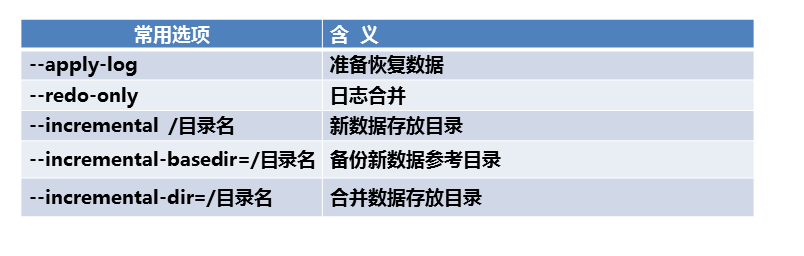 常用选项 含 义
--apply-log 准备恢复数据
--redo-only 日志合并
--incremental /目录名 新数据存放目录
--incremental-basedir=/目录名 备份新数据参考目录
--incremental-dir=/目录名 合并数据存放目录